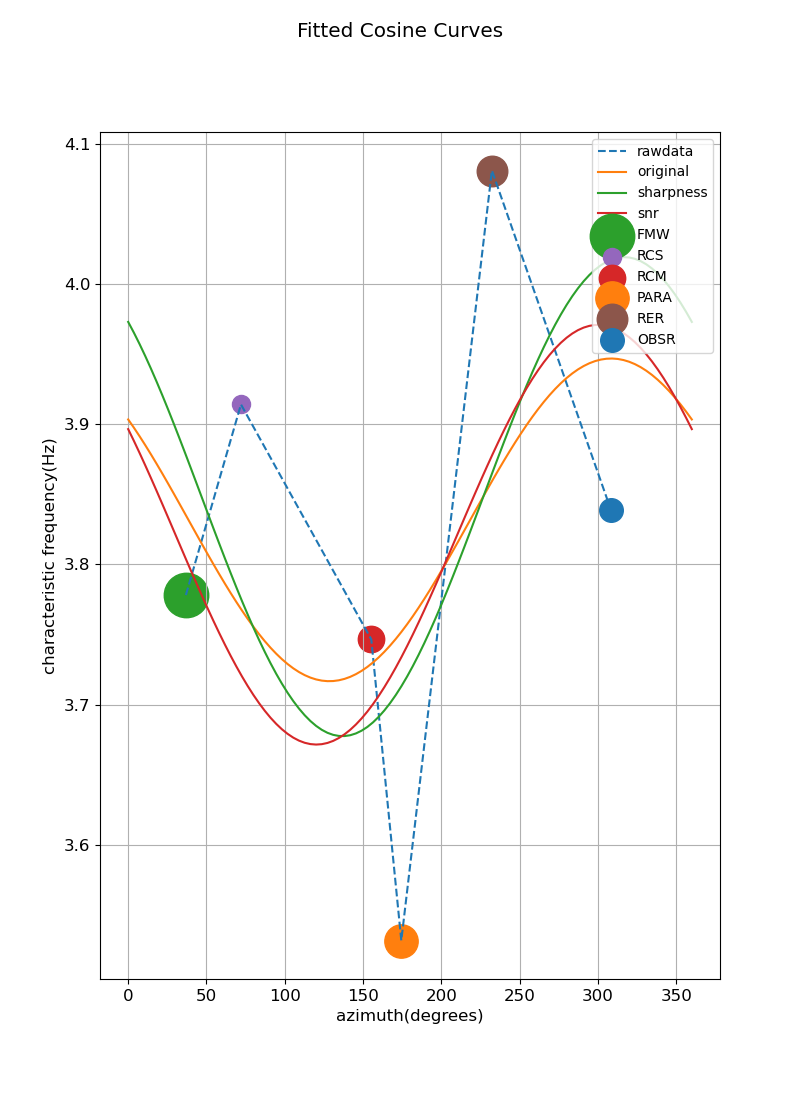 Fitted Cosine Curves
4.1
4.0
3.9
3.8
3.7
3.6
characteristic frequency(Hz)
rawdata
original
sharpness
snr
FMW
RCS
RCM
PARA
RER
OBSR
0 50 100 150 200 250 300 350
azimuth(degrees)